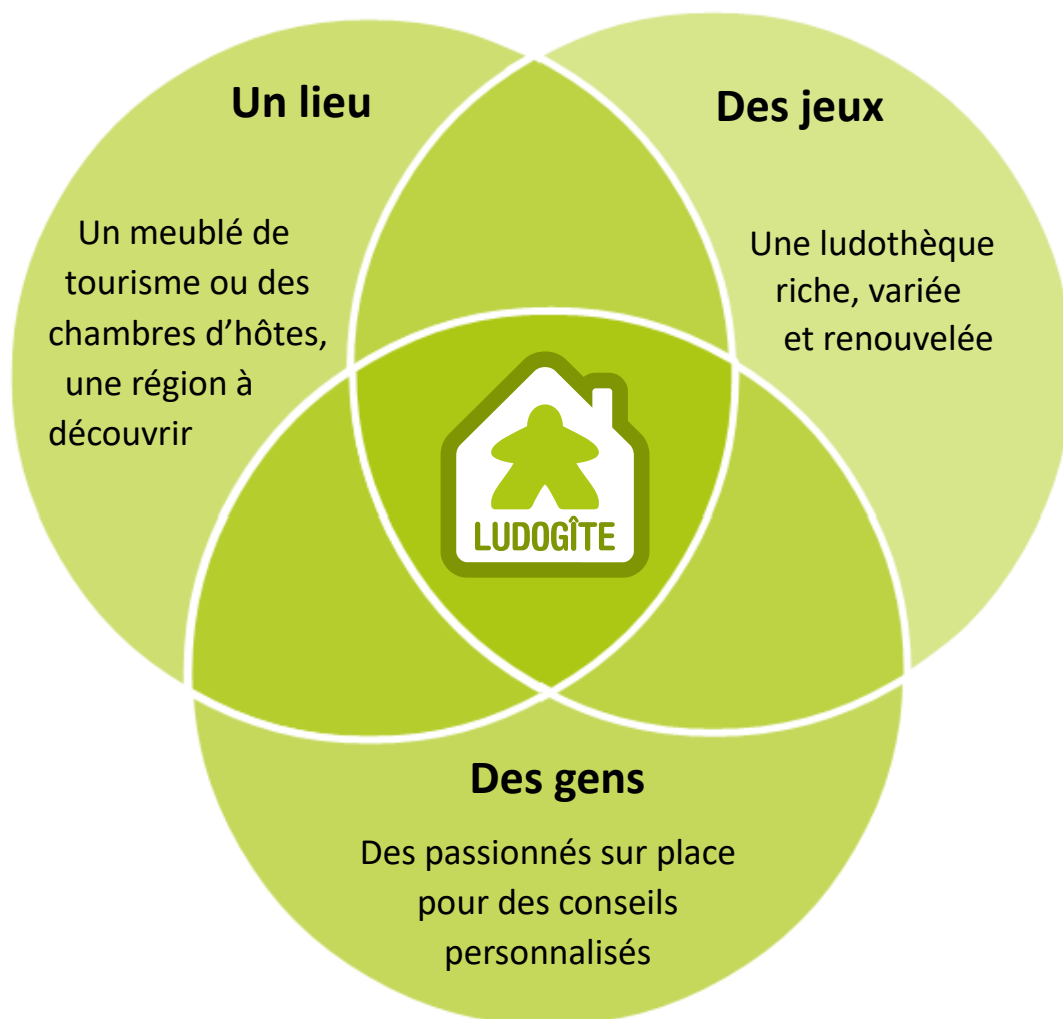 Un lieu
Un meublé de
tourisme ou des
chambres d’hôtes,
une région à
découvrir
Des jeux
Une ludothèque
riche, variée
et renouvelée
LUDOGÎTE
Des gens
Des passionnés sur place
pour des conseils
personnalisés